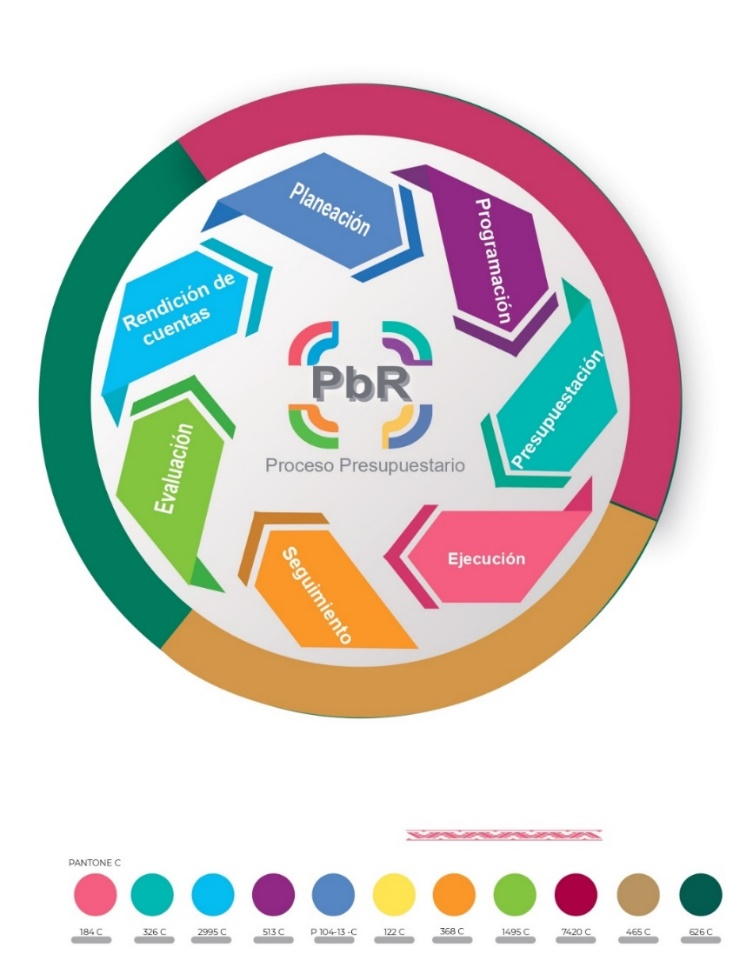 Planeación
Programación
Presupuestación
Ejecución
Seguimiento
Evaluación
Rendición de
cuentas
PbR
Proceso Presupuestario
PANTONE C
184 C
326 C
2995 C
513 C
P 104-13 -C
122 C
368 C
1495 C
7420 C
465 C
626 C